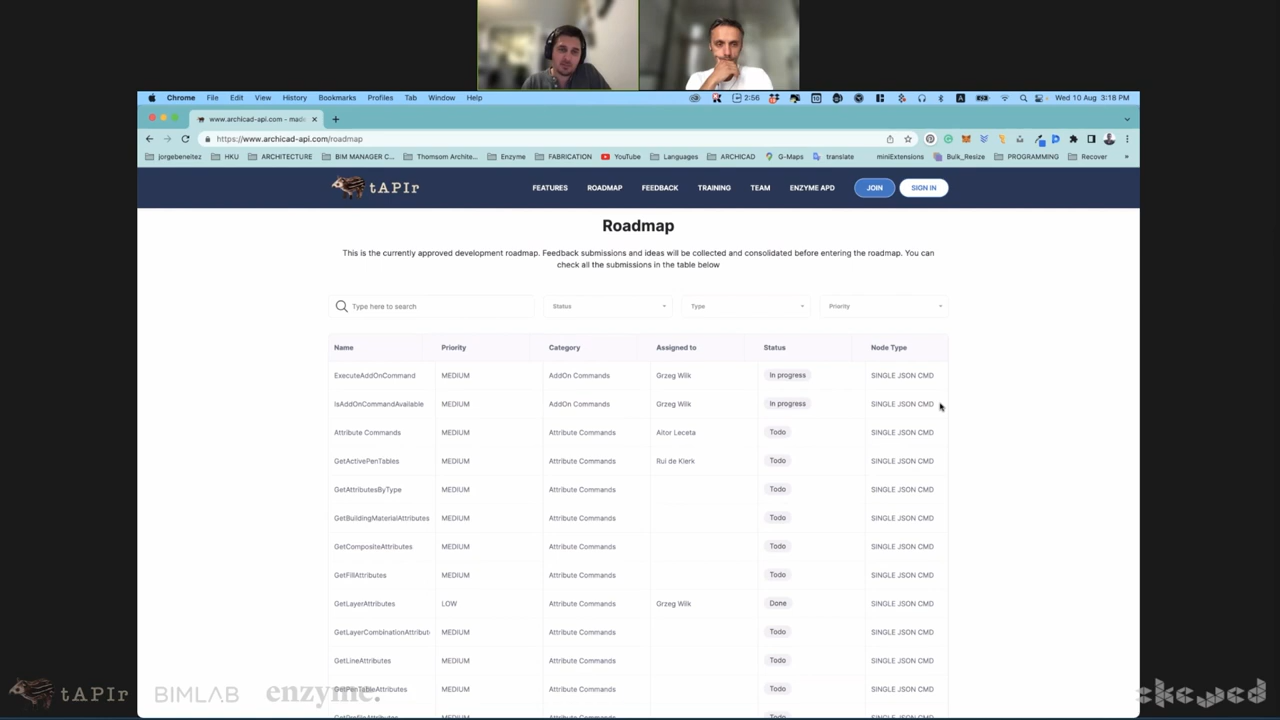 Chrome File Edit View History Bookmarks Profiles Tab Window Help 2:56 Wed 10 Aug 3:18 PM
www.archicad-api.com - made
https://www.archicad-api.com/roadmap
jorgebeneitez HKU ARCHITECTURE BIM MANAGER C... Thomsom Archite... Enzyme FABRICATION YouTube Languages ARCHICAD G-Maps translate miniExtensions Bulk_Resize PROGRAMMING Recover »
tAPIr FEATURES ROADMAP FEEDBACK TRAINING TEAM ENZYME APD JOIN SIGN IN
Roadmap
This is the currently approved development roadmap. Feedback submissions and ideas will be collected and consolidated before entering the roadmap. You can
check all the submissions in the table below
Type here to search Status Type Priority
Name Priority Category Assigned to Status Node Type
ExecuteAddOnCommand MEDIUM AddOn Commands Grzeg Wilk In progress SINGLE JSON CMD
IsAddOnCommandAvailable MEDIUM AddOn Commands Grzeg Wilk In progress SINGLE JSON CMD
Attribute Commands MEDIUM Attribute Commands Aitor Leceta Todo SINGLE JSON CMD
GetActivePenTables MEDIUM Attribute Commands Rui de Klerk Todo SINGLE JSON CMD
GetAttributesByType MEDIUM Attribute Commands Todo SINGLE JSON CMD
GetBuildingMaterialAttributes MEDIUM Attribute Commands Todo SINGLE JSON CMD
GetCompositeAttributes MEDIUM Attribute Commands Todo SINGLE JSON CMD
GetFillAttributes MEDIUM Attribute Commands Todo SINGLE JSON CMD
GetLayerAttributes LOW Attribute Commands Grzeg Wilk Done SINGLE JSON CMD
GetLayerCombinationAttribut MEDIUM Attribute Commands Todo SINGLE JSON CMD
GetLineAttributes MEDIUM Attribute Commands Todo SINGLE JSON CMD
GetPenTableAttributes MEDIUM Attribute Commands Todo SINGLE JSON CMD
tAPIr BIMLAB enzyme.